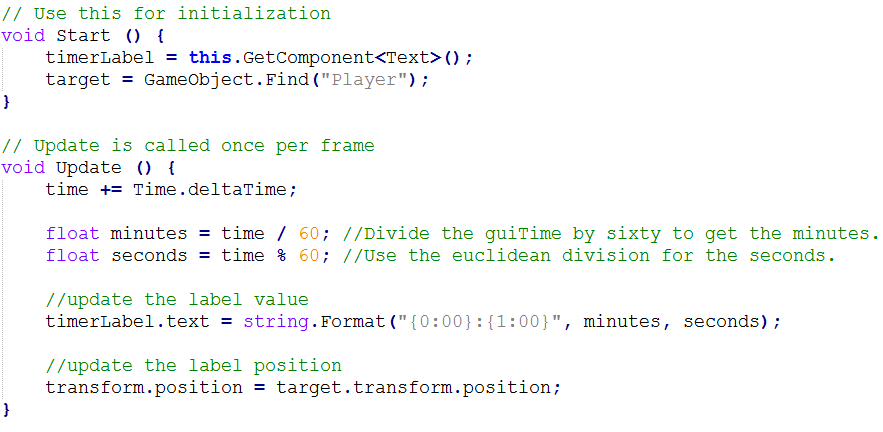 // Use this for initialization
void Start () {
    timerLabel = this.GetComponent<Text>();
    target = GameObject.Find("Player");
}

// Update is called once per frame
void Update () {
    time += Time.deltaTime;

    float minutes = time / 60; //Divide the guiTime by sixty to get the minutes.
    float seconds = time % 60; //Use the euclidean division for the seconds.

    //update the label value
    timerLabel.text = string.Format("{0:00}:{1:00}", minutes, seconds);

    //update the label position
    transform.position = target.transform.position;
}